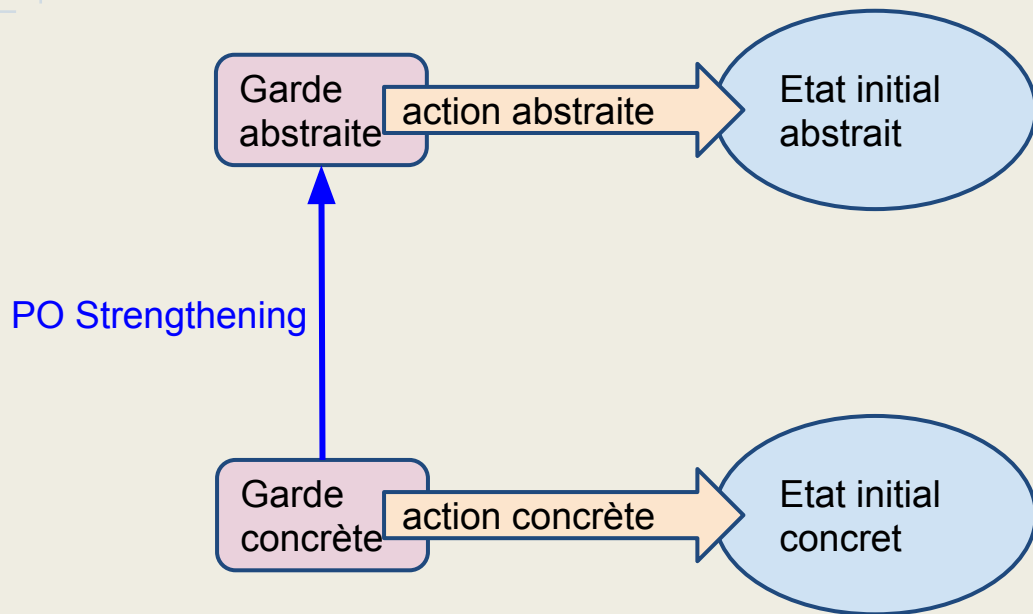 Garde
abstraite
action abstraite
Etat initial
abstrait
PO Strengthening
Garde
concrète
action concrète
Etat initial
concret